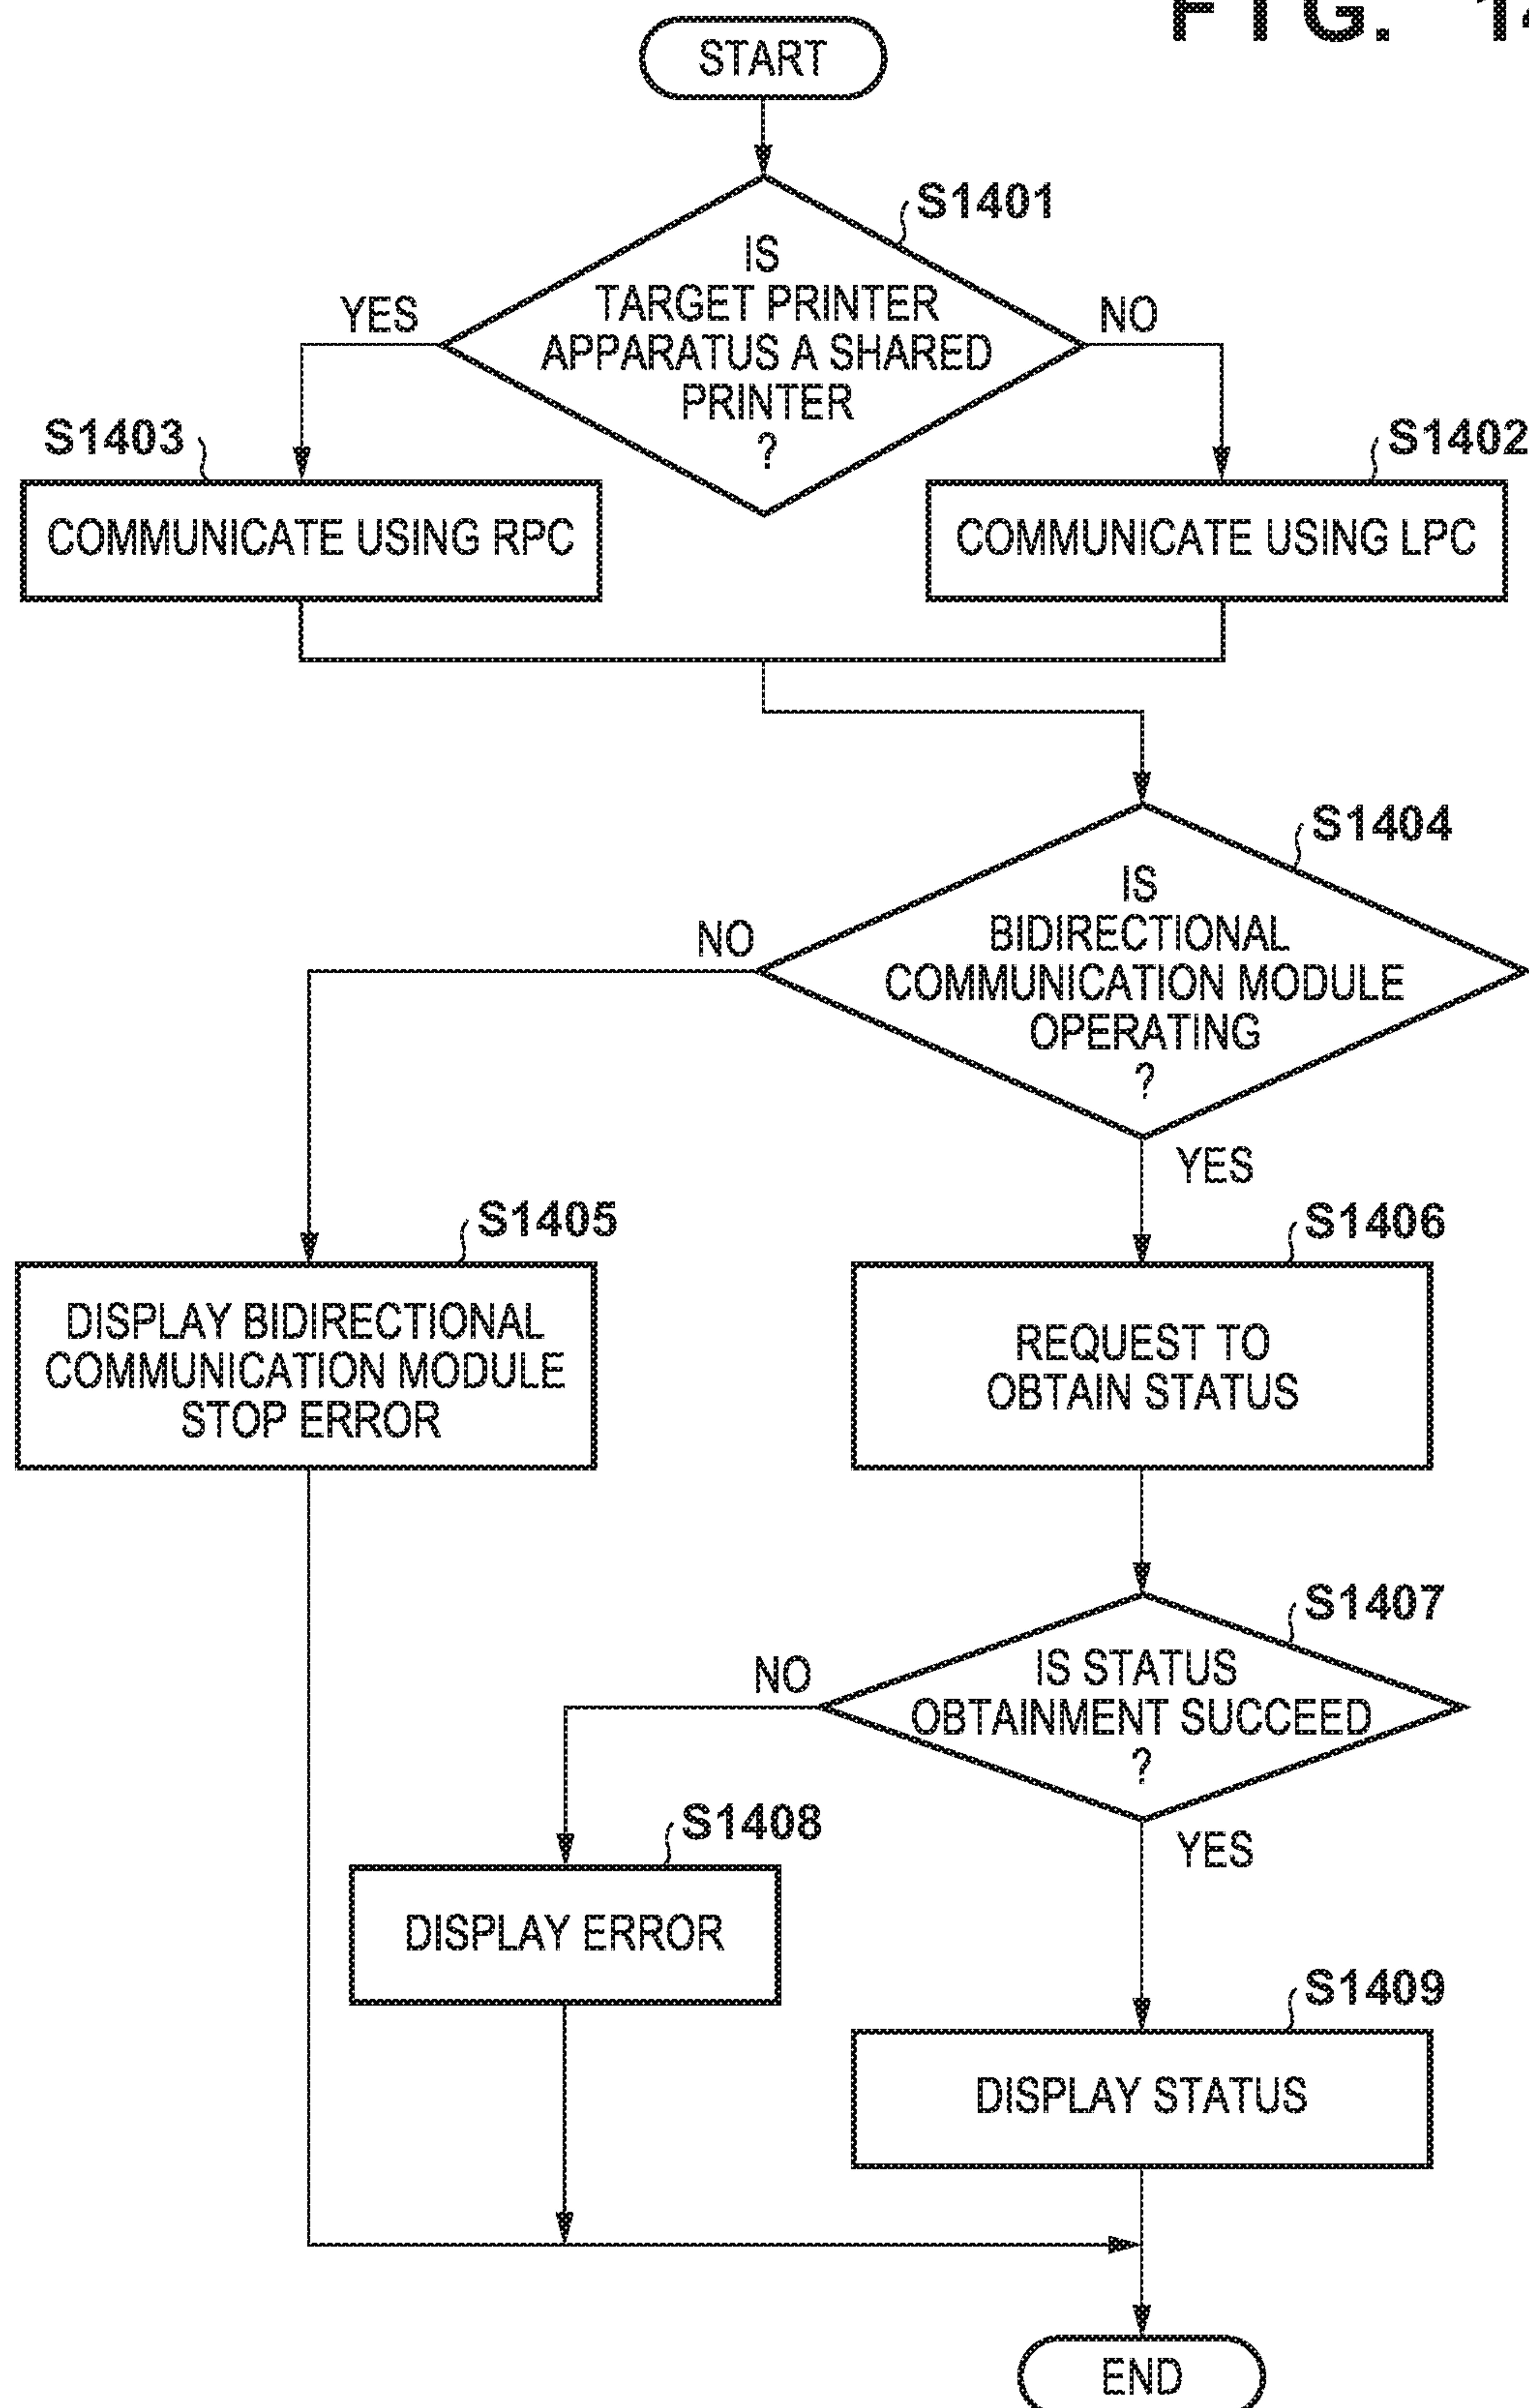 FIG. 14
START
S1401
IS
TARGET PRINTER
APPARATUS A SHARED
PRINTER
?
YES
NO
S1403
S1402
COMMUNICATE USING RPC
COMMUNICATE USING LPC
S1404
IS
BIDIRECTIONAL
COMMUNICATION MODULE
OPERATING
?
NO
YES
S1405
S1406
DISPLAY BIDIRECTIONAL
COMMUNICATION MODULE
STOP ERROR
REQUEST TO
OBTAIN STATUS
S1407
IS STATUS
OBTAINMENT SUCCEED
?
NO
YES
S1408
DISPLAY ERROR
S1409
DISPLAY STATUS
END